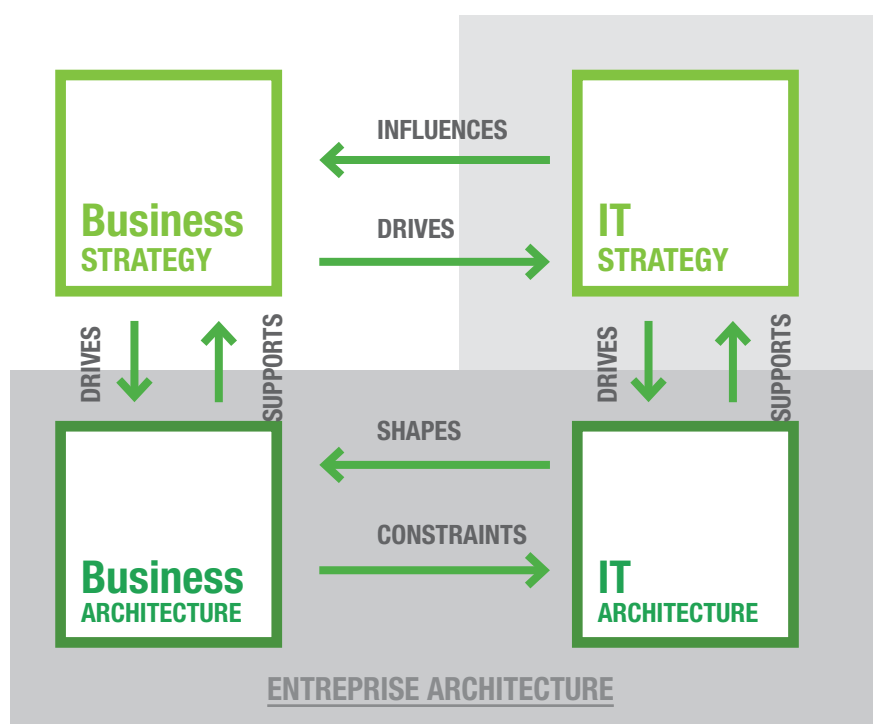 INFLUENCES
Business
STRATEGY
DRIVES
IT
STRATEGY
DRIVES
SUPPORTS
DRIVES
SUPPORTS
SHAPES
CONSTRAINTS
Business
ARCHITECTURE
IT
ARCHITECTURE
ENTREPRISE ARCHITECTURE